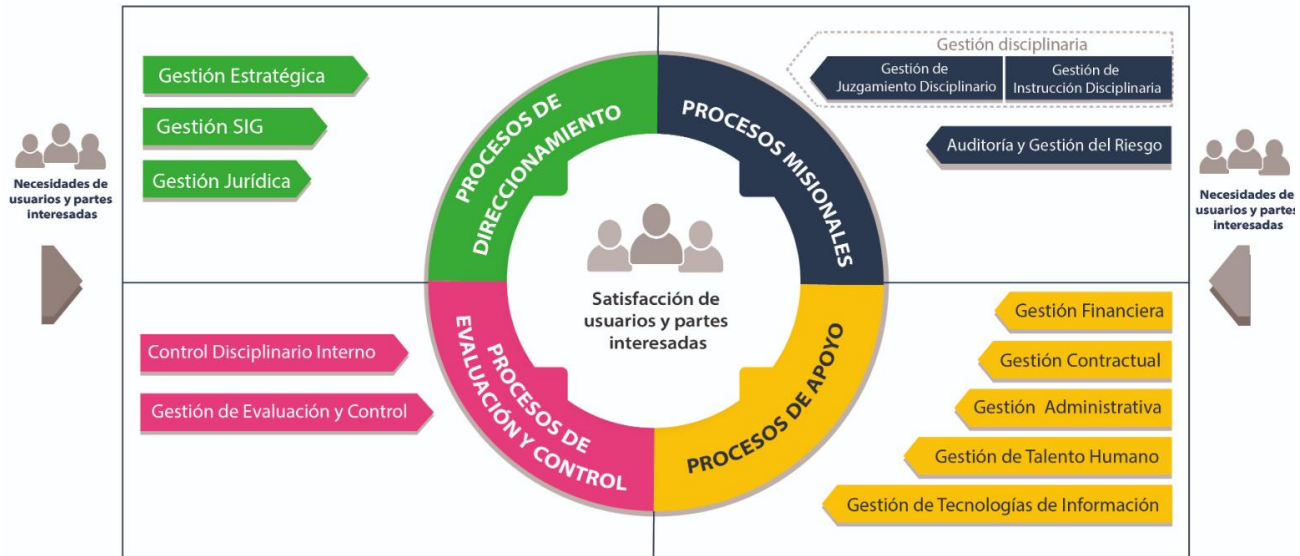 Gestión Estratégica
Gestión SIG
Gestión Jurídica
Necesidades de
usuarios y partes
interesadas
PROCESOS DE
DIRECCIONAMIENTO
PROCESOS MISIONALES
Gestión disciplinaria
Gestión de
Juzgamiento Disciplinario
Gestión de
Instrucción Disciplinaria
Auditoría y Gestión del Riesgo
Necesidades de
usuarios y partes
interesadas
Satisfacción de
usuarios y partes
interesadas
Control Disciplinario Interno
Gestión de Evaluación y Control
PROCESOS DE
EVALUACIÓN Y CONTROL
PROCESOS DE APOYO
Gestión Financiera
Gestión Contractual
Gestión Administrativa
Gestión de Talento Humano
Gestión de Tecnologías de Información